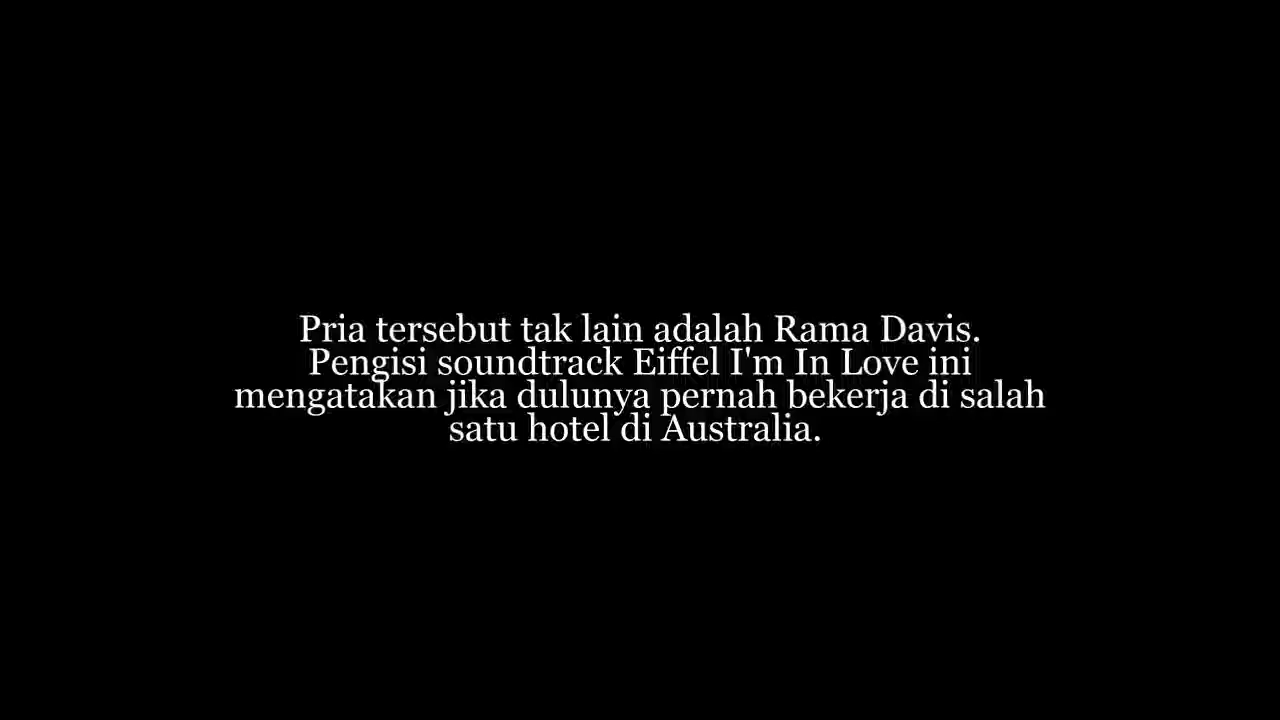 Pria tersebut tak lain adalah Rama Davis.
Pengisi soundtrack Eiffel I'm In Love ini
mengatakan jika dulunya pernah bekerja di salah
satu hotel di Australia.